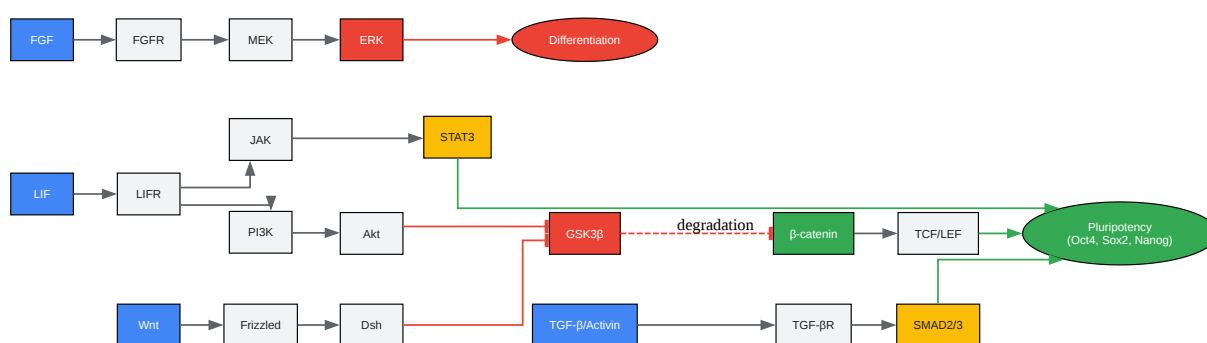 FGF
FGFR
MEK
ERK
Differentiation
JAK
STAT3
LIF
LIFR
PI3K
Akt
GSK3β
degradation
β-catenin
TCF/LEF
Pluripotency
(Oct4, Sox2, Nanog)
Wnt
Frizzled
Dsh
TGF-β/Activin
TGF-βR
SMAD2/3